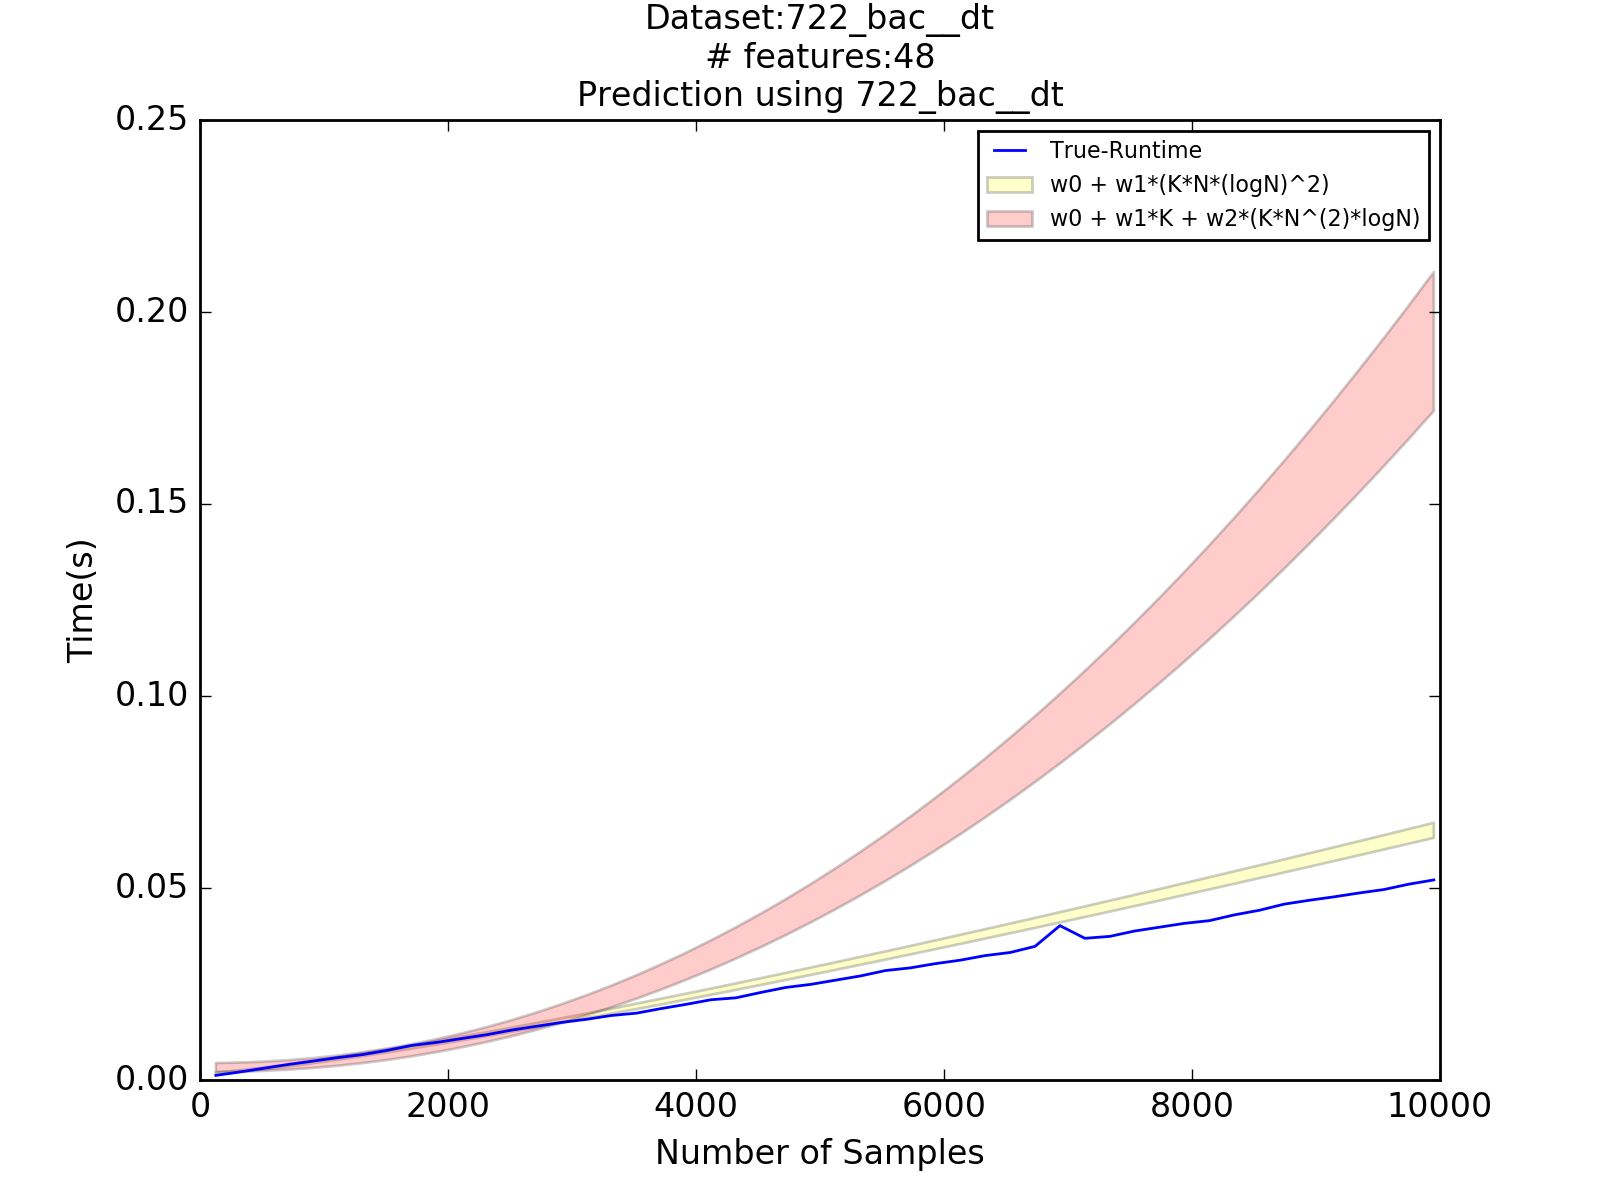 Dataset:722_bac__dt
# features:48
Prediction using 722_bac__dt
True-Runtime
w0 + w1*(K*N*(logN)^2)
w0 + w1*K + w2*(K*N^(2)*logN)
0.25
0.20
0.15
0.10
0.05
0.00
Time(s)
0 2000 4000 6000 8000 10000
Number of Samples